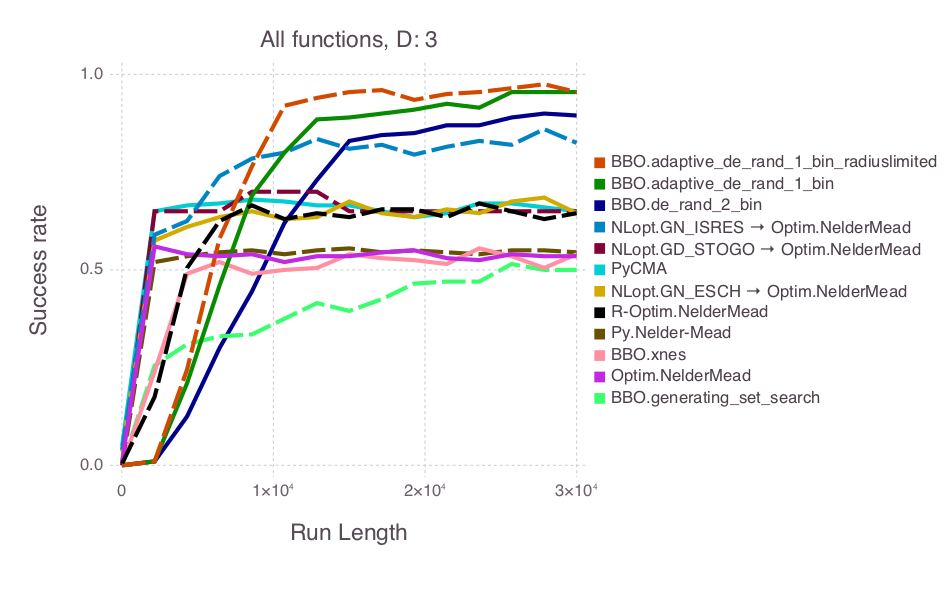 All functions, D: 3
Success rate
1.0
0.5
0.0
0
1×10⁴
2×10⁴
3×10⁴
Run Length
BBO.adaptive_de_rand_1_bin_radiuslimited
BBO.adaptive_de_rand_1_bin
BBO.de_rand_2_bin
NLopt.GN_ISRES → Optim.NelderMead
NLopt.GD_STOGO → Optim.NelderMead
PyCMA
NLopt.GN_ESCH → Optim.NelderMead
R-Optim.NelderMead
Py.Nelder-Mead
BBO.xnes
Optim.NelderMead
BBO.generating_set_search